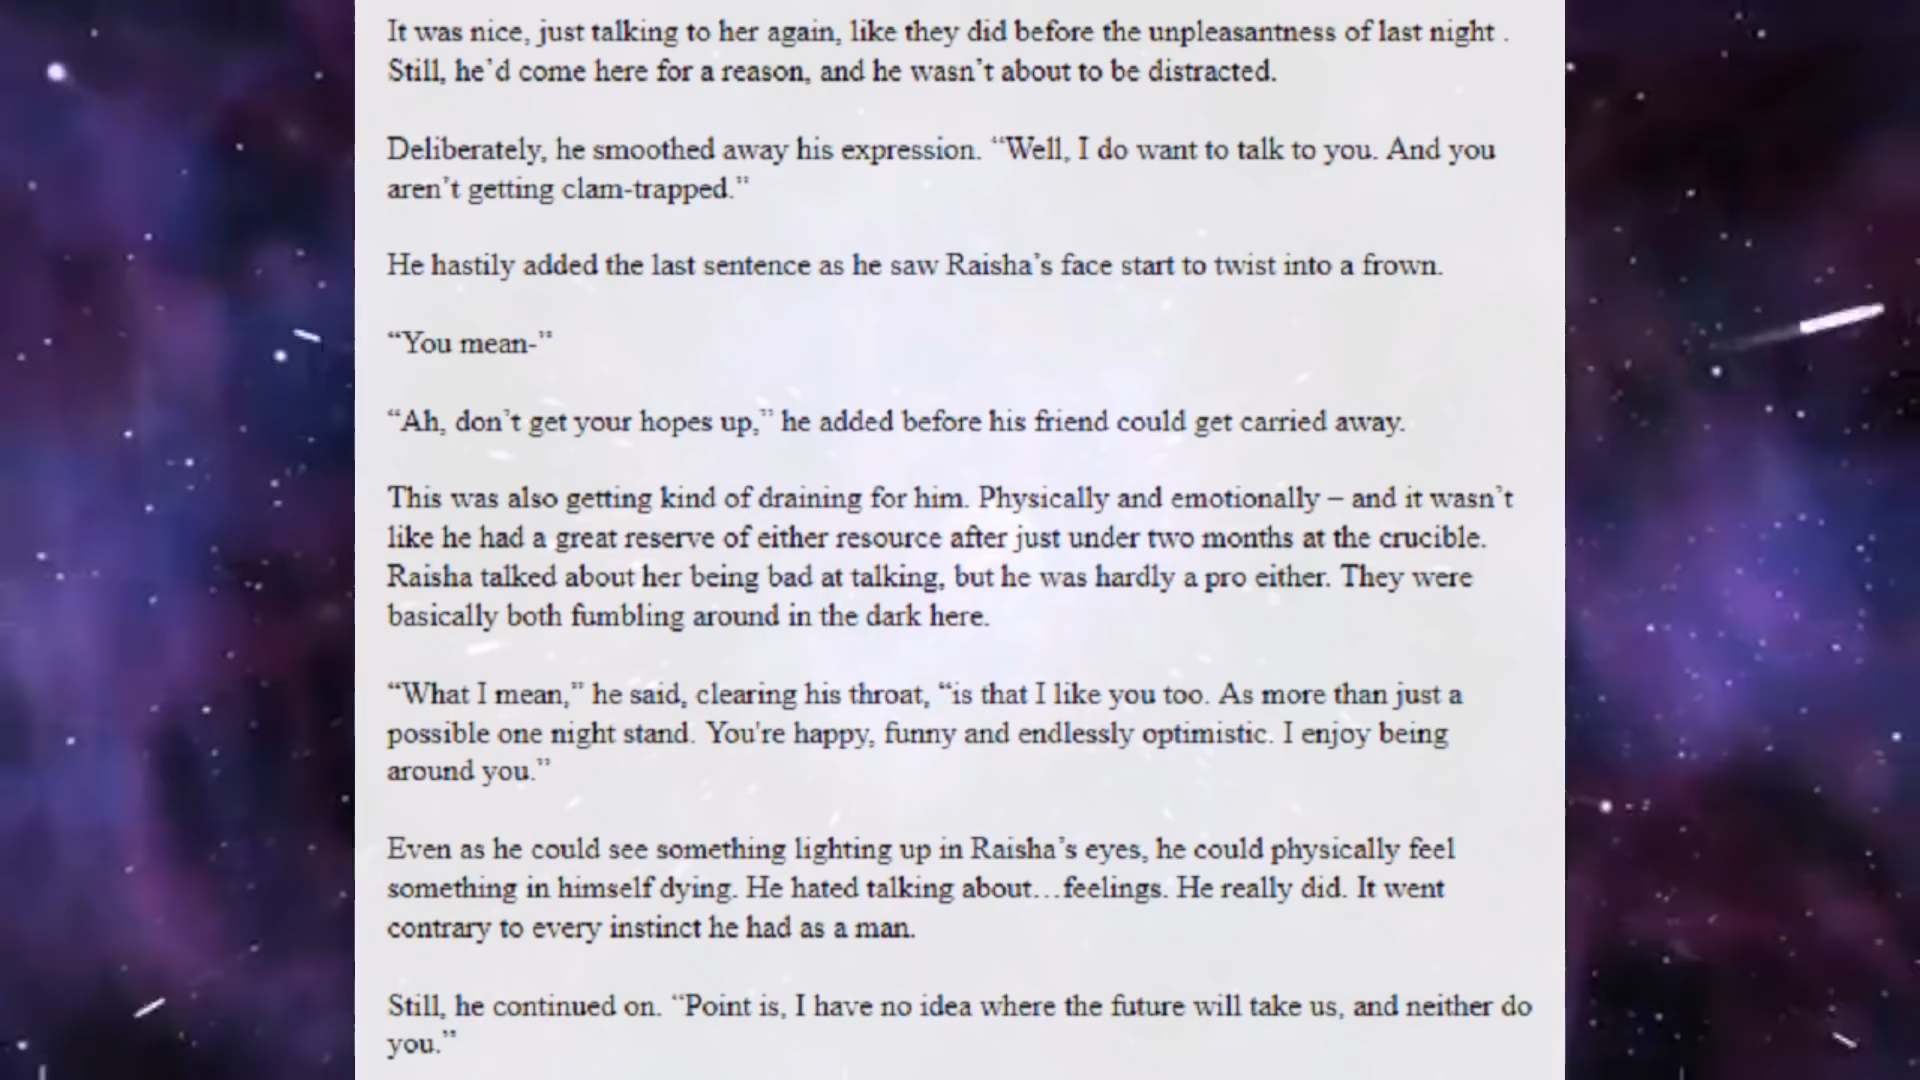 It was nice, just talking to her again, like they did before the unpleasantness of last night .
Still, he’d come here for a reason, and he wasn’t about to be distracted.
Deliberately, he smoothed away his expression. “Well, I do want to talk to you. And you
aren’t getting clam-trapped.”
He hastily added the last sentence as he saw Raisha’s face start to twist into a frown.
“You mean-”
“Ah, don’t get your hopes up,” he added before his friend could get carried away.
This was also getting kind of draining for him. Physically and emotionally – and it wasn’t
like he had a great reserve of either resource after just under two months at the crucible.
Raisha talked about her being bad at talking, but he was hardly a pro either. They were
basically both fumbling around in the dark here.
“What I mean,” he said, clearing his throat, “is that I like you too. As more than just a
possible one night stand. You're happy, funny and endlessly optimistic. I enjoy being
around you.”
Even as he could see something lighting up in Raisha’s eyes, he could physically feel
something in himself dying. He hated talking about…feelings. He really did. It went
contrary to every instinct he had as a man.
Still, he continued on. “Point is, I have no idea where the future will take us, and neither do
you.”